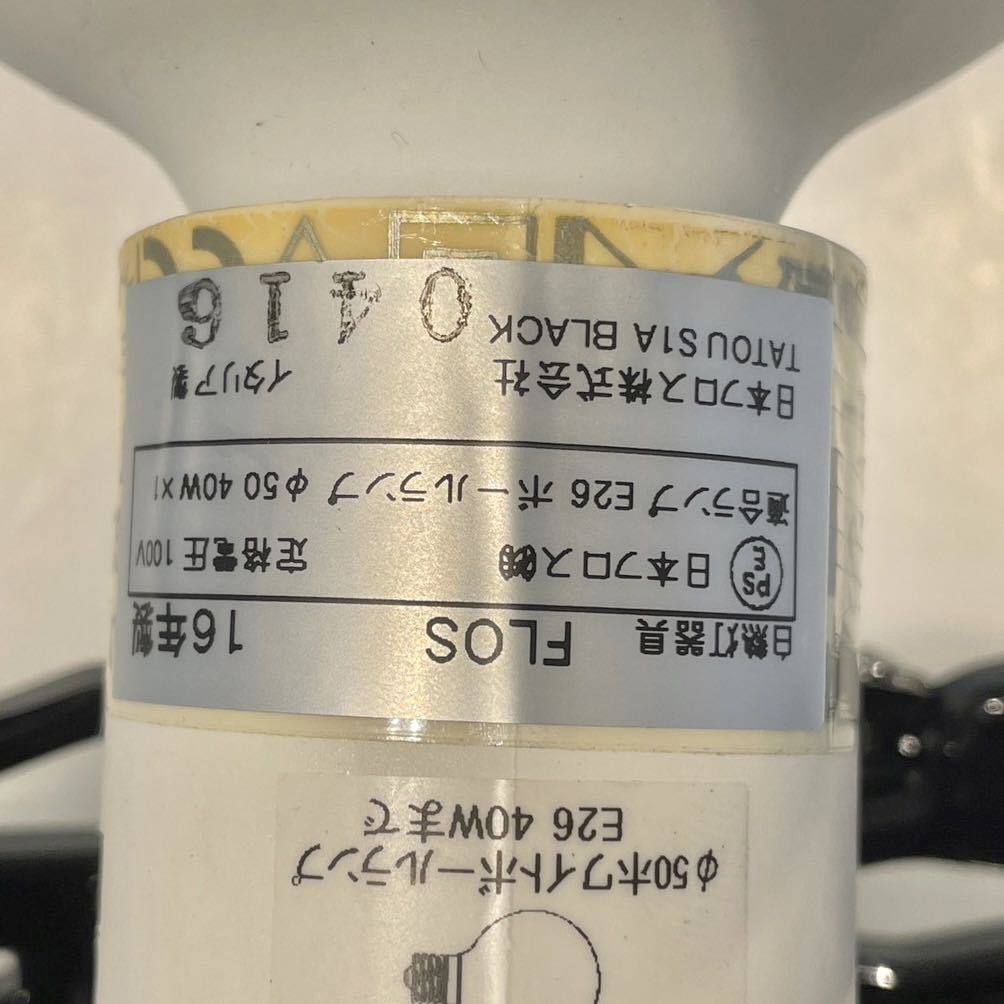 φ50ホワイトボールランプ
E26 40Wまで
白熱灯器具 FLOS 16年製
PS
E
日本フロス㈱ 定格電圧 100V
適合ランプ E26 ボールランプ φ50 40W×1
日本フロス株式会社 イタリア製
TATOU S1A BLACK
0416